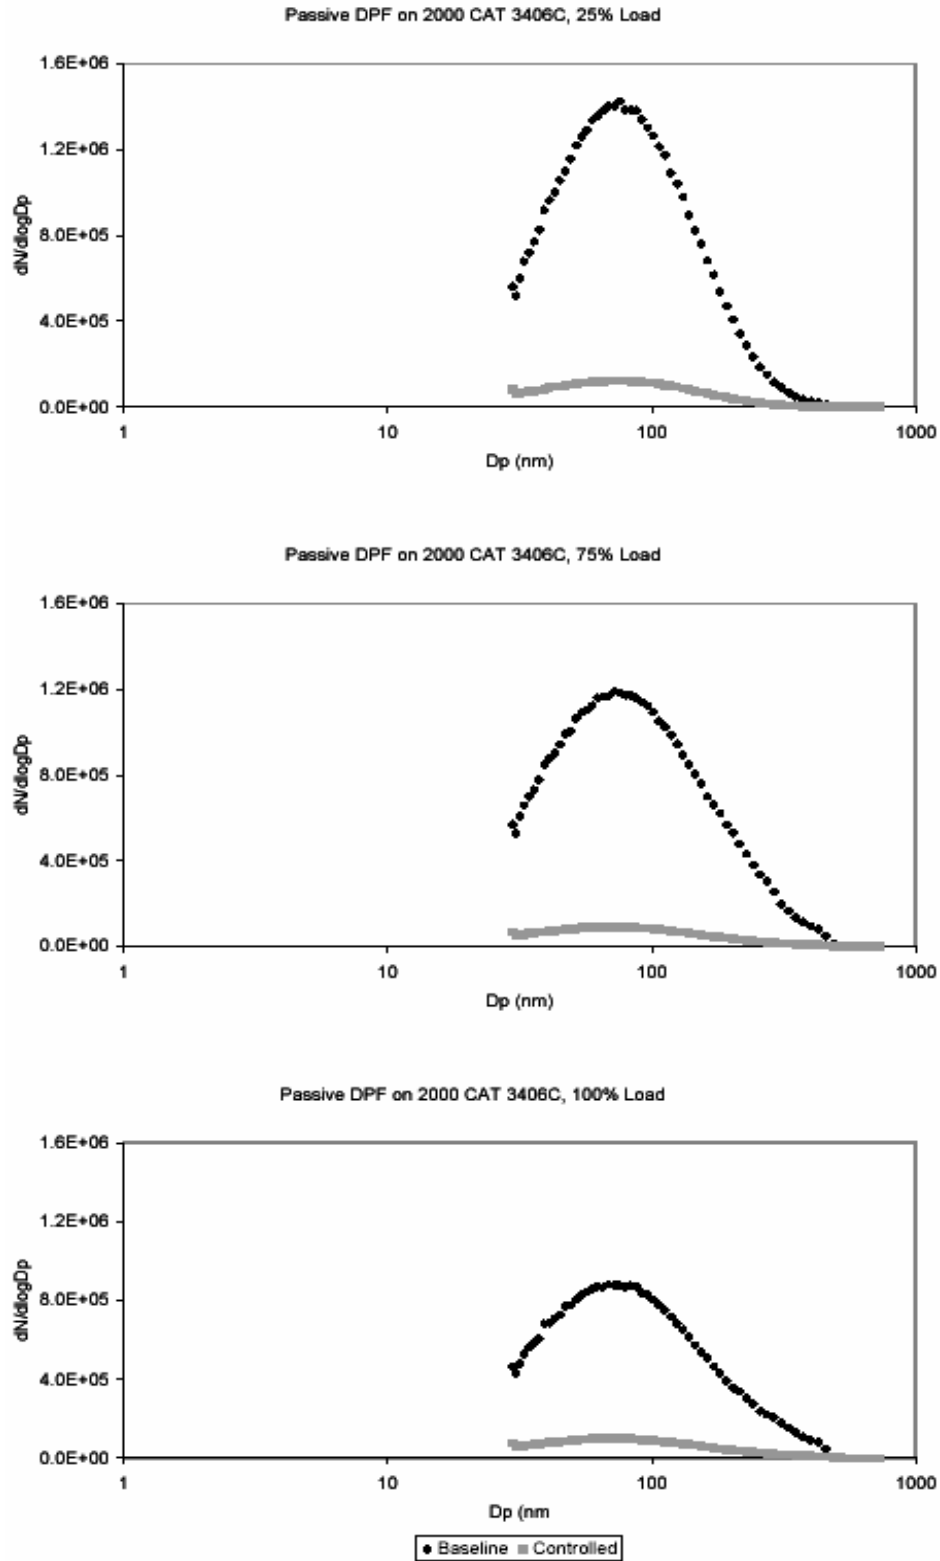 Passive DPF on 2000 CAT 3406C, 25% Load
1.6E+06
1.2E+06
8.0E+05
4.0E+05
0.0E+00
dN/dlogDp
1 10 100 1000
Dp (nm)
Passive DPF on 2000 CAT 3406C, 75% Load
1.6E+06
1.2E+06
8.0E+05
4.0E+05
0.0E+00
dN/dlogDp
1 10 100 1000
Dp (nm)
Passive DPF on 2000 CAT 3406C, 100% Load
1.6E+06
1.2E+06
8.0E+05
4.0E+05
0.0E+00
dN/dlogDp
1 10 100 1000
Dp (nm
Baseline Controlled